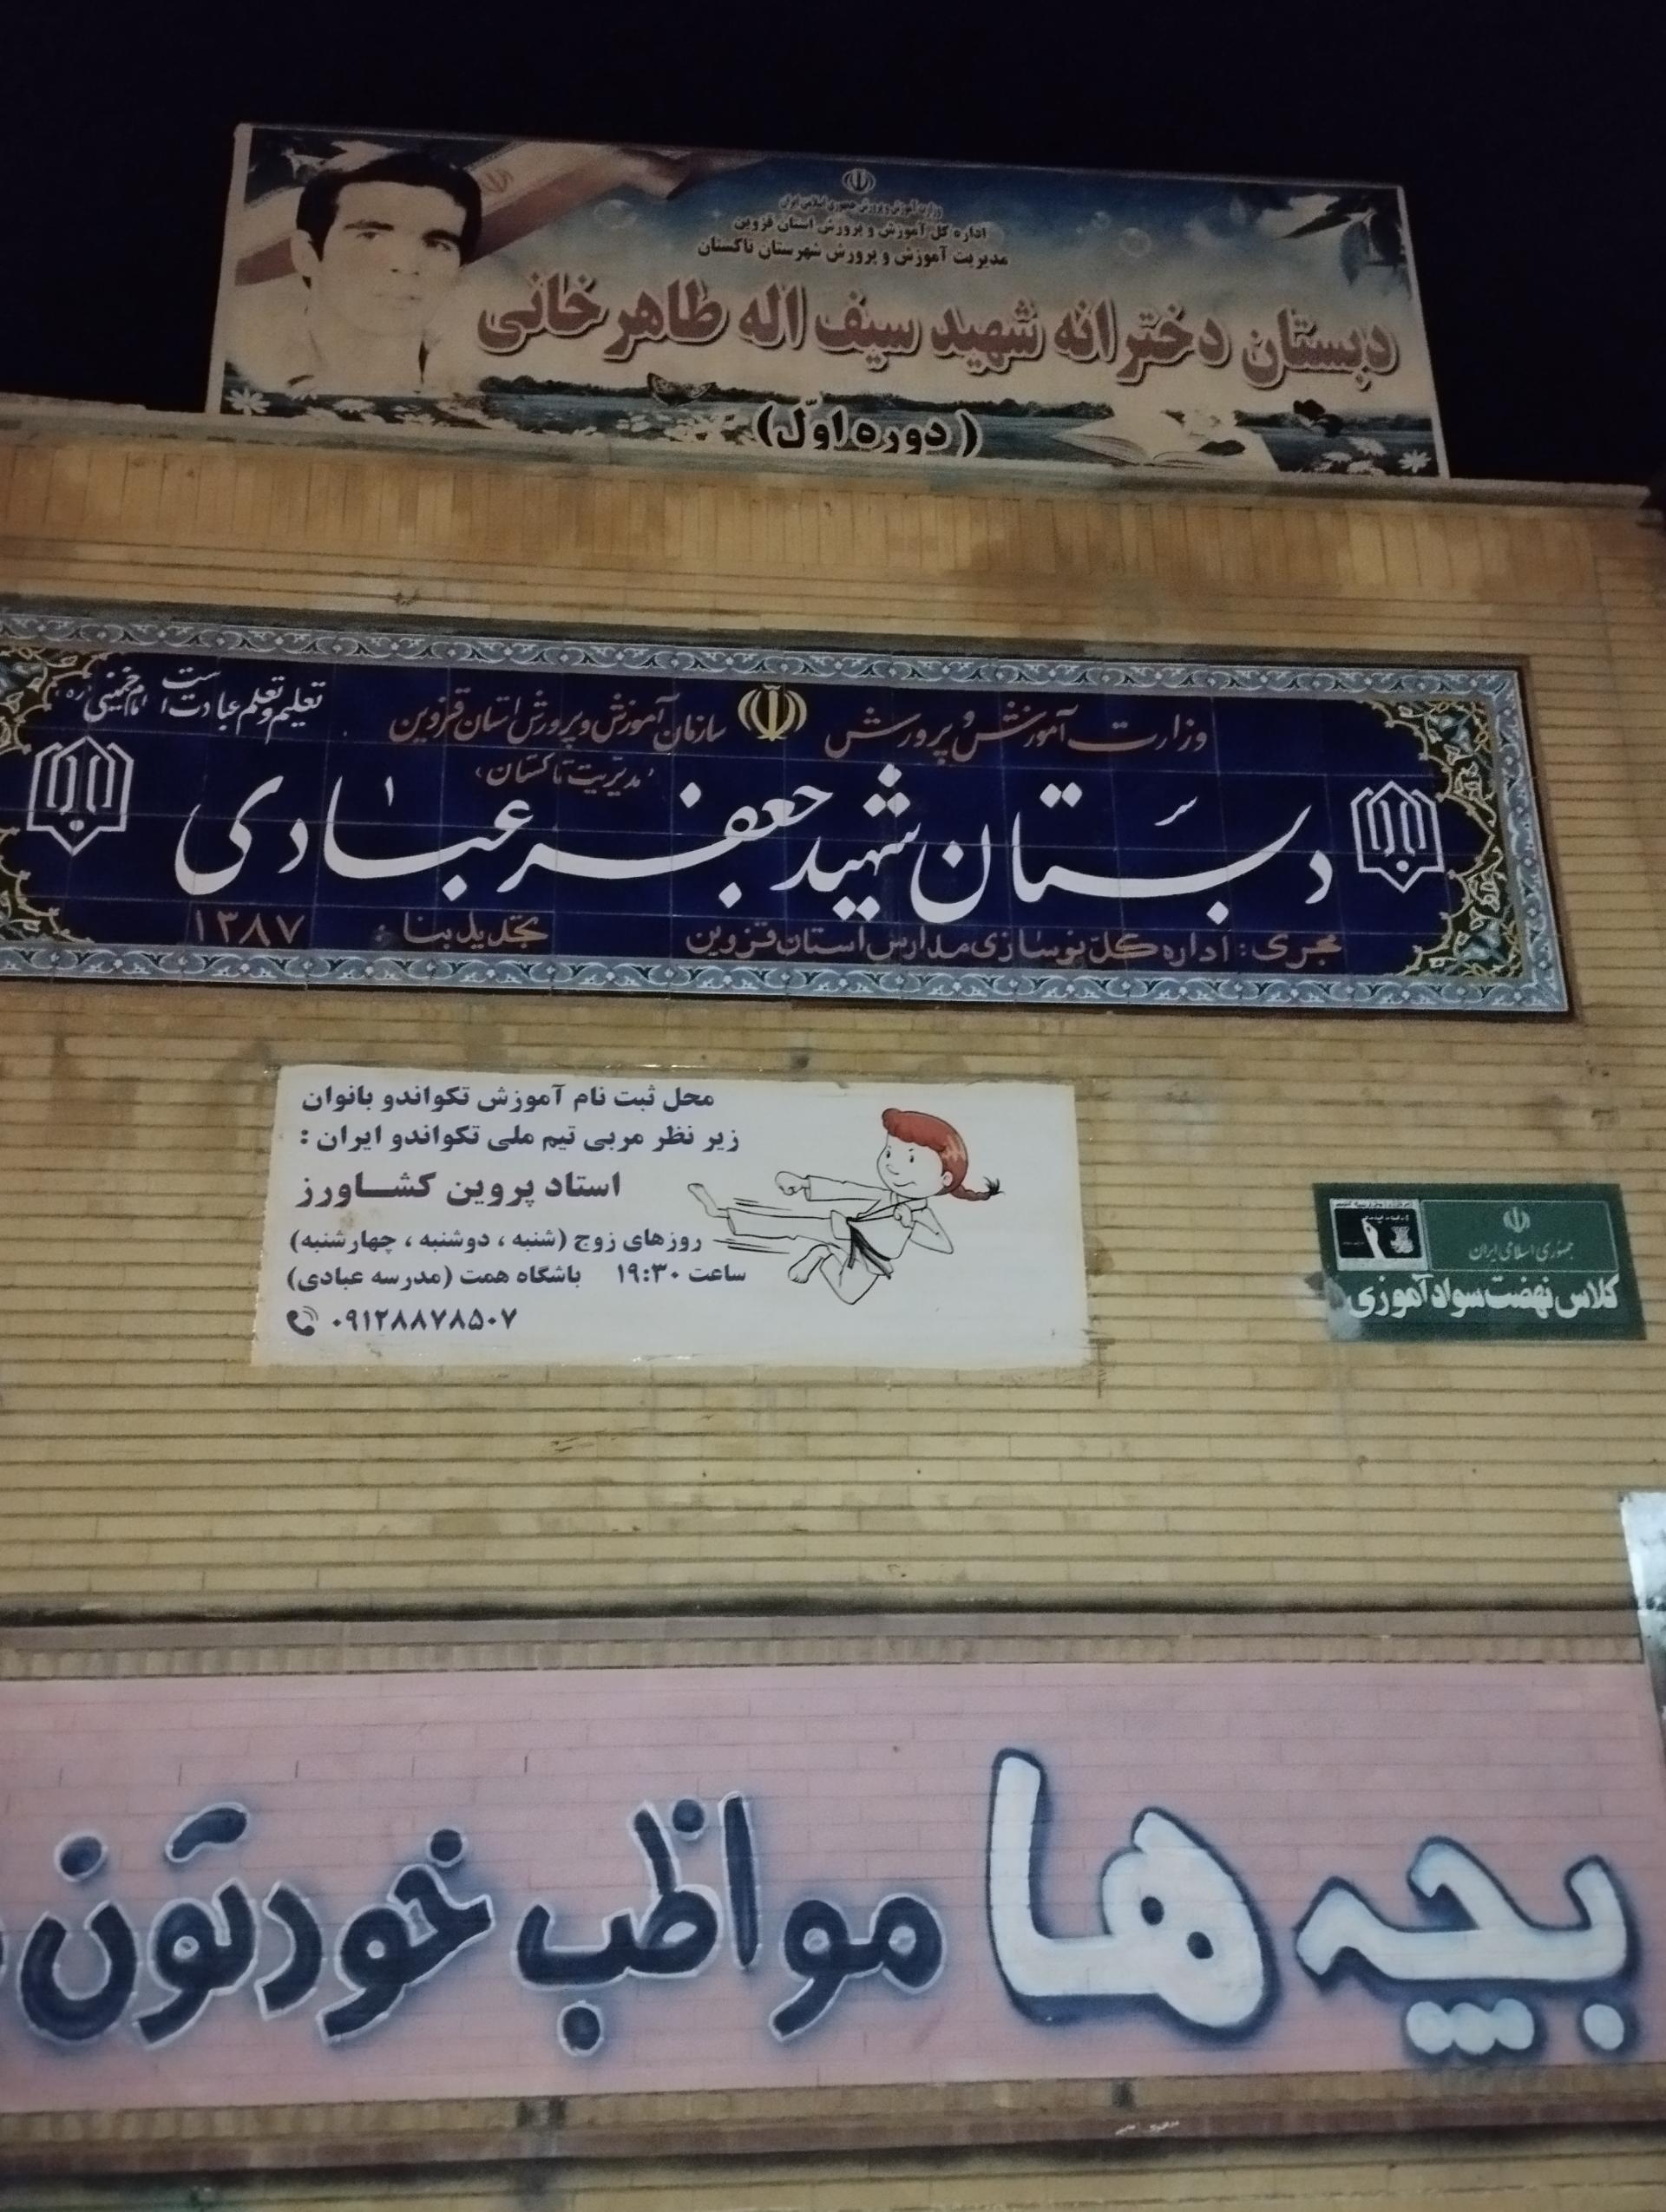 وزارت آموزش و پرورش جمهوری اسلامی ایران
اداره کل آموزش و پرورش استان قزوین
مدیریت آموزش و پرورش شهرستان تاکستان
دبستان دخترانه شهید سیف اله طاهرخانی
(دوره اوّل)
وزارت آموزش و پرورش
سازمان آموزش و پرورش استان قزوین
«مدیریت تاکستان»
تعلیم و تعلم عبادت است امام خمینی ره
دبستان شهید جعفر عبادی
مجری: اداره کلّ نوسازی مدارس استان قزوین
تجدید بنا: ۱۳۸۷
محل ثبت نام آموزش تکواندو بانوان
زیر نظر مربی تیم ملی تکواندو ایران :
استاد پروین کشـــاورز
روزهای زوج (شنبه ، دوشنبه ، چهارشنبه)
ساعت ۱۹:۳۰ باشگاه همت (مدرسه عبادی)
۰۹۱۲۸۸۷۸۵۰۷
جمهوری اسلامی ایران
کلاس نهضت سوادآموزی
بچه ها مواظب خودتون